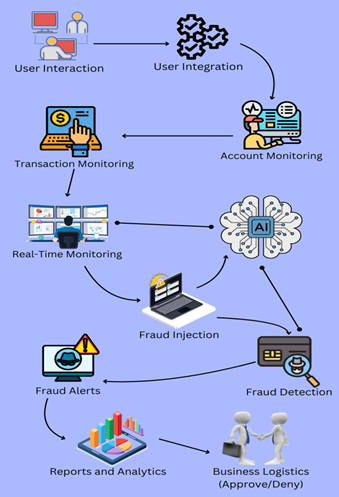 User Interaction
User Integration
Account Monitoring
Transaction Monitoring
$
AI
Real-Time Monitoring
Fraud Injection
Fraud Detection
Fraud Alerts
Reports and Analytics
Business Logistics
(Approve/Deny)